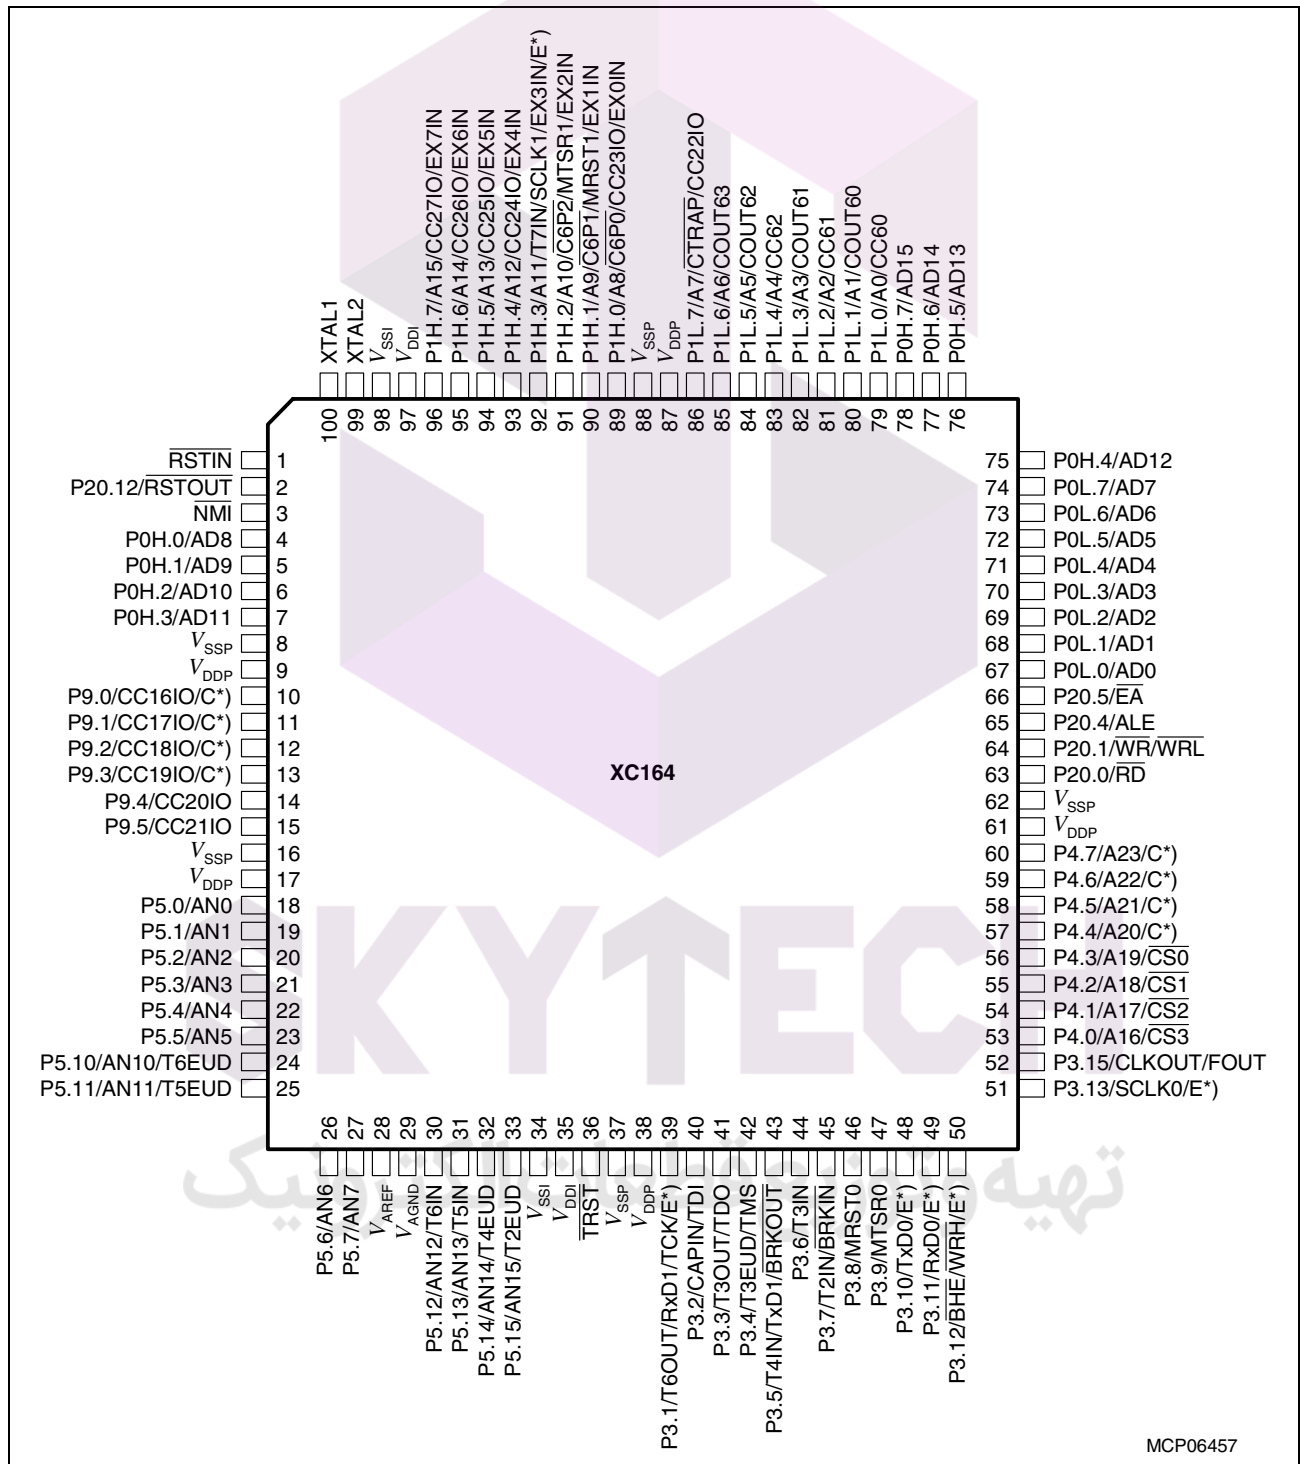 XTAL1
XTAL2
VSSI
VDDI
P1H.7/A15/CC27IO/EX7IN
P1H.6/A14/CC26IO/EX6IN
P1H.5/A13/CC25IO/EX5IN
P1H.4/A12/CC24IO/EX4IN
P1H.3/A11/T7IN/SCLK1/EX3IN/E*)
P1H.2/A10/C6P2/MTSR1/EX2IN
P1H.1/A9/C6P1/MRST1/EX1IN
P1H.0/A8/C6P0/CC23IO/EX0IN
VSSP
VDDP
P1L.7/A7/CTRAP/CC22IO
P1L.6/A6/COUT63
P1L.5/A5/COUT62
P1L.4/A4/CC62
P1L.3/A3/COUT61
P1L.2/A2/CC61
P1L.1/A1/COUT60
P1L.0/A0/CC60
P0H.7/AD15
P0H.6/AD14
P0H.5/AD13
100 99 98 97 96 95 94 93 92 91 90 89 88 87 86 85 84 83 82 81 80 79 78 77 76
RSTIN 1
P20.12/RSTOUT 2
NMI 3
P0H.0/AD8 4
P0H.1/AD9 5
P0H.2/AD10 6
P0H.3/AD11 7
VSSP 8
VDDP 9
P9.0/CC16IO/C*) 10
P9.1/CC17IO/C*) 11
P9.2/CC18IO/C*) 12
P9.3/CC19IO/C*) 13
P9.4/CC20IO 14
P9.5/CC21IO 15
VSSP 16
VDDP 17
P5.0/AN0 18
P5.1/AN1 19
P5.2/AN2 20
P5.3/AN3 21
P5.4/AN4 22
P5.5/AN5 23
P5.10/AN10/T6EUD 24
P5.11/AN11/T5EUD 25
XC164
75 P0H.4/AD12
74 P0L.7/AD7
73 P0L.6/AD6
72 P0L.5/AD5
71 P0L.4/AD4
70 P0L.3/AD3
69 P0L.2/AD2
68 P0L.1/AD1
67 P0L.0/AD0
66 P20.5/EA
65 P20.4/ALE
64 P20.1/WR/WRL
63 P20.0/RD
62 VSSP
61 VDDP
60 P4.7/A23/C*)
59 P4.6/A22/C*)
58 P4.5/A21/C*)
57 P4.4/A20/C*)
56 P4.3/A19/CS0
55 P4.2/A18/CS1
54 P4.1/A17/CS2
53 P4.0/A16/CS3
52 P3.15/CLKOUT/FOUT
51 P3.13/SCLK0/E*)
SKYTECH
26 27 28 29 30 31 32 33 34 35 36 37 38 39 40 41 42 43 44 45 46 47 48 49 50
تهیه وتوزیع قطعات الکترونیک
P5.6/AN6
P5.7/AN7
VAREF
VAGND
P5.12/AN12/T6IN
P5.13/AN13/T5IN
P5.14/AN14/T4EUD
P5.15/AN15/T2EUD
VSSI
VDDI
TRST
VSSP
VDDP
P3.1/T6OUT/RxD1/TCK/E*)
P3.2/CAPIN/TDI
P3.3/T3OUT/TDO
P3.4/T3EUD/TMS
P3.5/T4IN/TxD1/BRKOUT
P3.6/T3IN
P3.7/T2IN/BRKIN
P3.8/MRST0
P3.9/MTSR0
P3.10/TxD0/E*)
P3.11/RxD0/E*)
P3.12/BHE/WRH/E*)
MCP06457